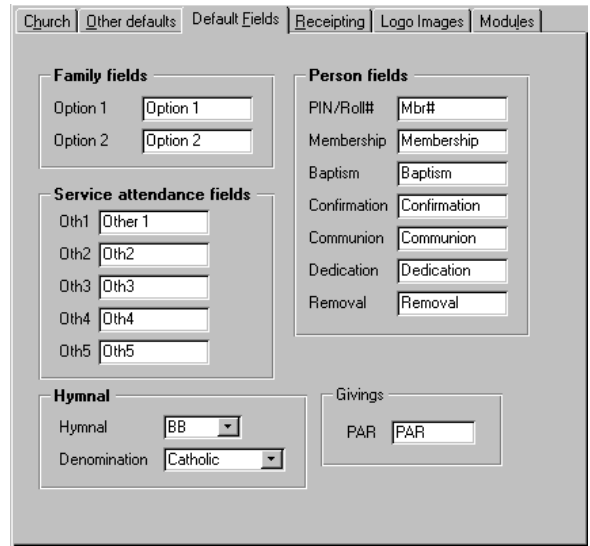 Church Other defaults Default Fields Receipting Logo Images Modules
Family fields
Option 1 Option 1
Option 2 Option 2
Service attendance fields
Oth1 Other 1
Oth2 Oth2
Oth3 Oth3
Oth4 Oth4
Oth5 Oth5
Person fields
PIN/Roll# Mbr#
Membership Membership
Baptism Baptism
Confirmation Confirmation
Communion Communion
Dedication Dedication
Removal Removal
Hymnal
Hymnal BB
Denomination Catholic
Givings
PAR PAR